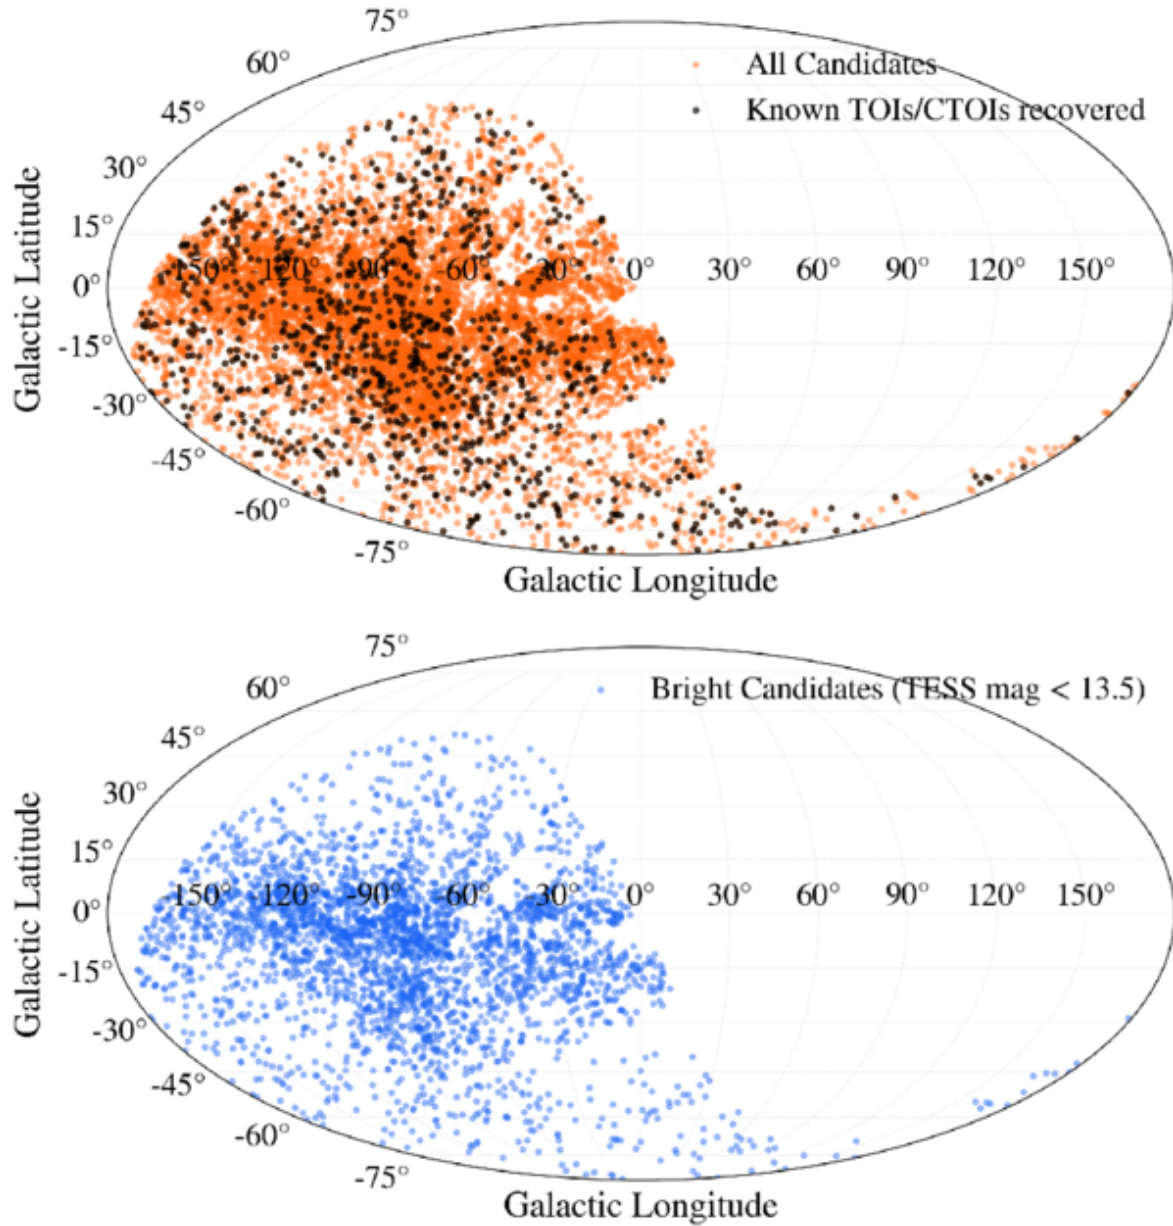 75°
60°
45°
30°
15°
0°
-15°
-30°
-45°
-60°
-75°
Galactic Latitude
All Candidates
Known TOIs/CTOIs recovered
-150° -120° -90° -60° -30° 0° 30° 60° 90° 120° 150°
Galactic Longitude
75°
60°
45°
30°
15°
0°
-15°
-30°
-45°
-60°
-75°
Galactic Latitude
Bright Candidates (TESS mag < 13.5)
-150° -120° -90° -60° -30° 0° 30° 60° 90° 120° 150°
Galactic Longitude